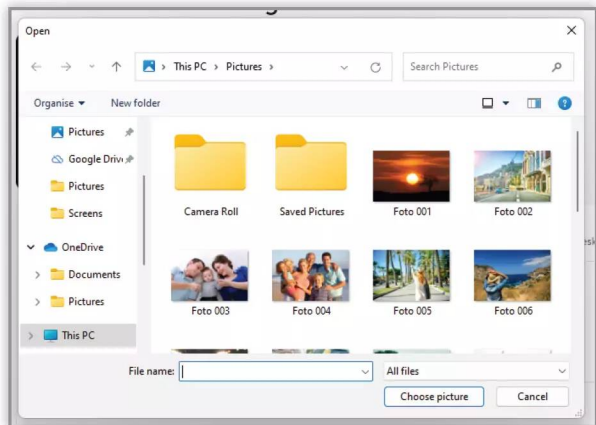 Open
This PC > Pictures >
Search Pictures
Organise
New folder
Pictures
Google Driv
Pictures
Screens
OneDrive
Documents
Pictures
This PC
Camera Roll
Saved Pictures
Foto 001
Foto 002
Foto 003
Foto 004
Foto 005
Foto 006
File name:
All files
Choose picture
Cancel